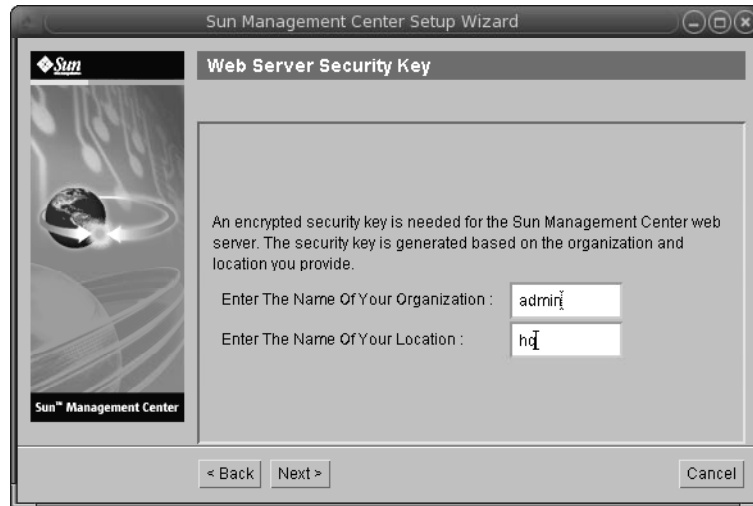 Sun Management Center Setup Wizard
Sun
Web Server Security Key
An encrypted security key is needed for the Sun Management Center web
server. The security key is generated based on the organization and
location you provide.
Enter The Name Of Your Organization :
admin
Enter The Name Of Your Location :
hq
Sun™ Management Center
< Back
Next >
Cancel